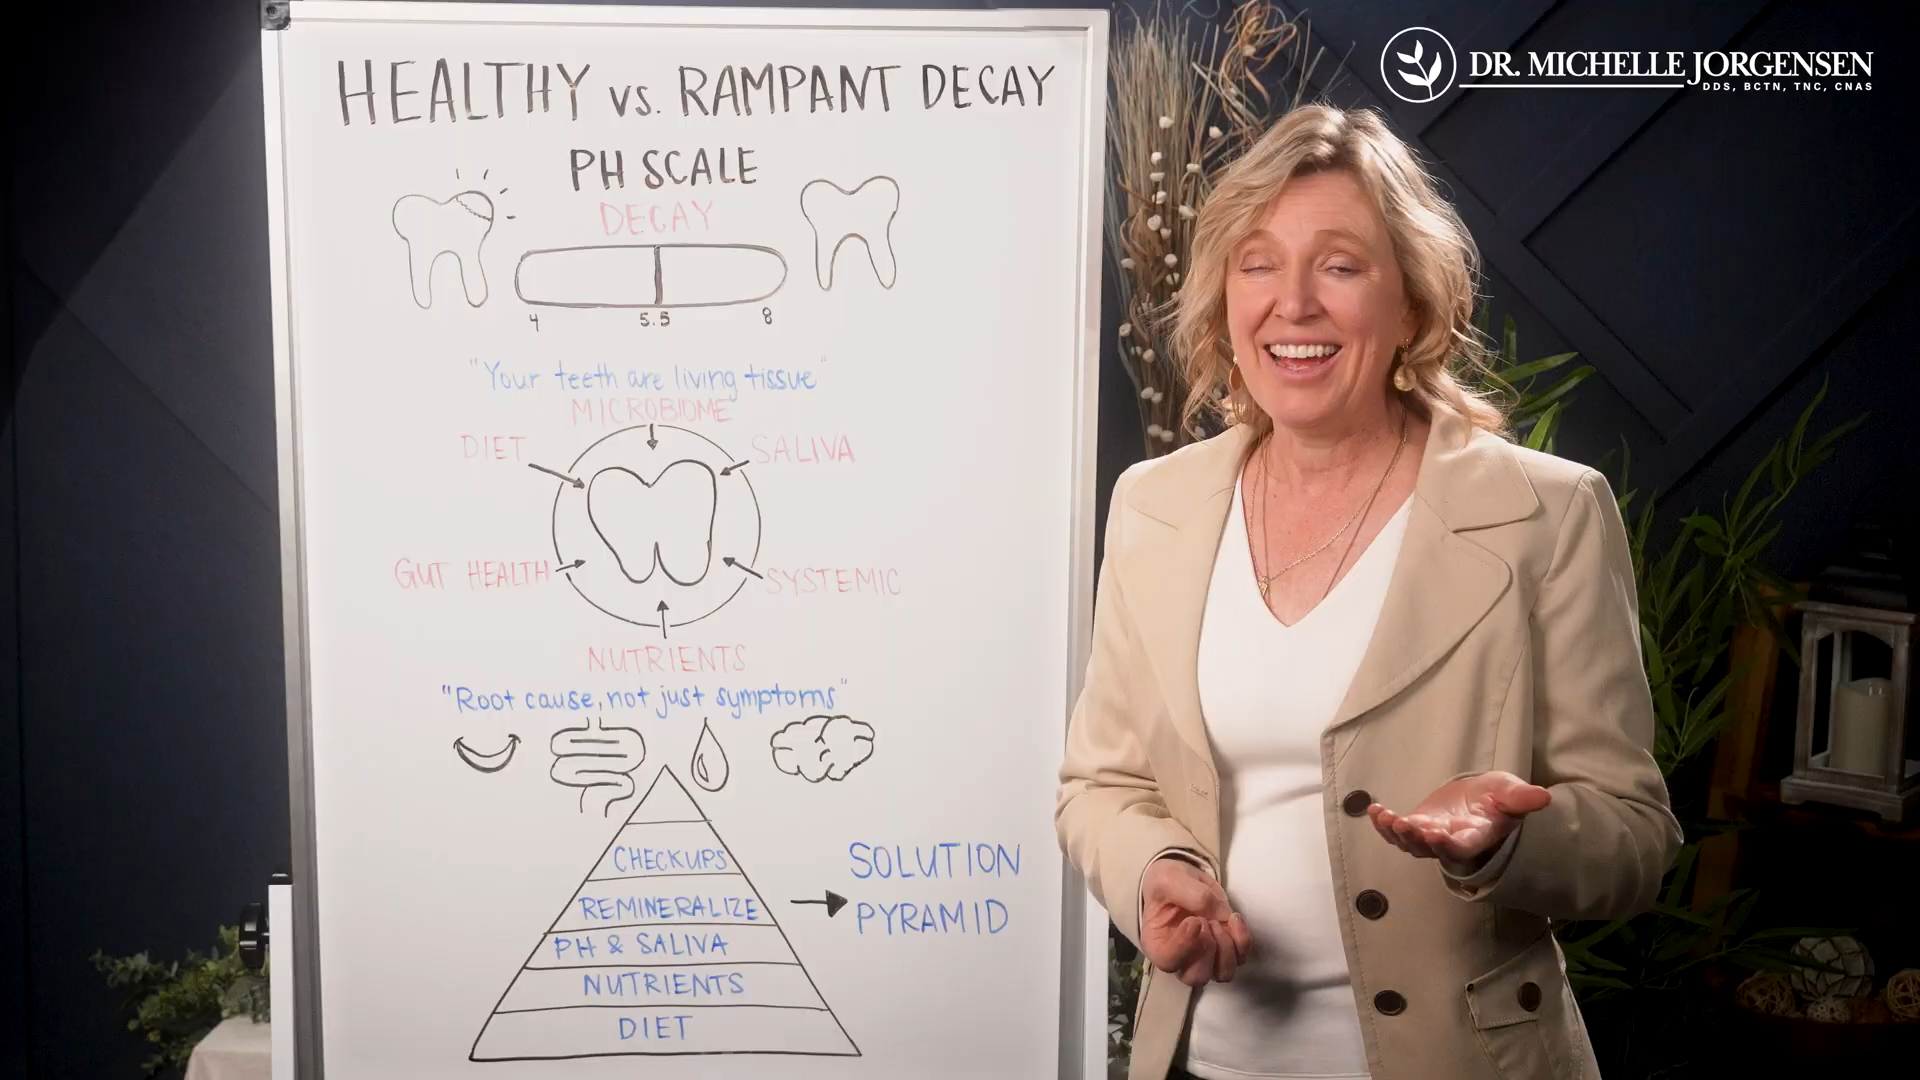 HEALTHY vs. RAMPANT DECAY
PH SCALE
DECAY
4 5.5 8
"Your teeth are living tissue"
MICROBIOME
DIET SALIVA
GUT HEALTH SYSTEMIC
NUTRIENTS
"Root cause, not just symptoms"
CHECKUPS
REMINERALIZE
PH & SALIVA
NUTRIENTS
DIET
SOLUTION
PYRAMID
DR. MICHELLE JORGENSEN
DDS, BCTN, TNC, CNAS